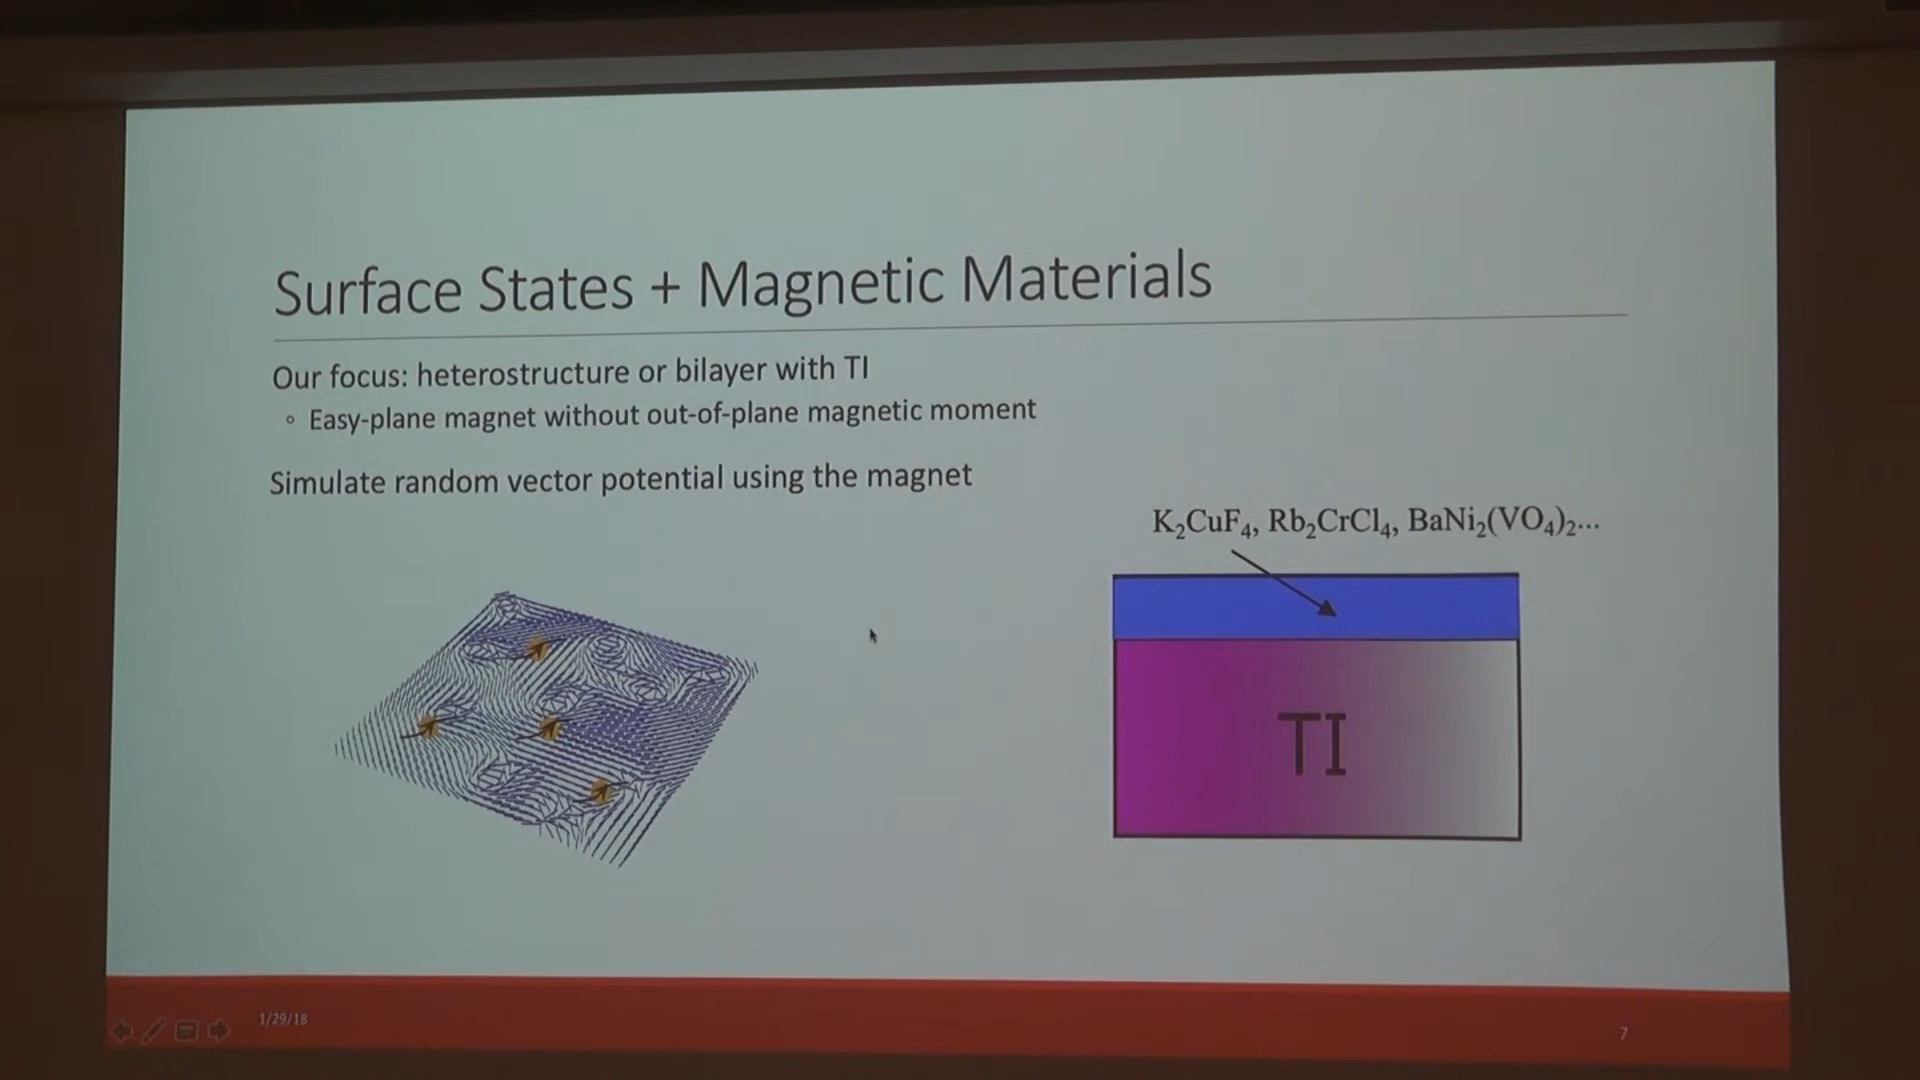 Surface States + Magnetic Materials
Our focus: heterostructure or bilayer with TI
◦ Easy-plane magnet without out-of-plane magnetic moment
Simulate random vector potential using the magnet
K₂CuF₄, Rb₂CrCl₄, BaNi₂(VO₄)₂...
TI
1/29/18
7